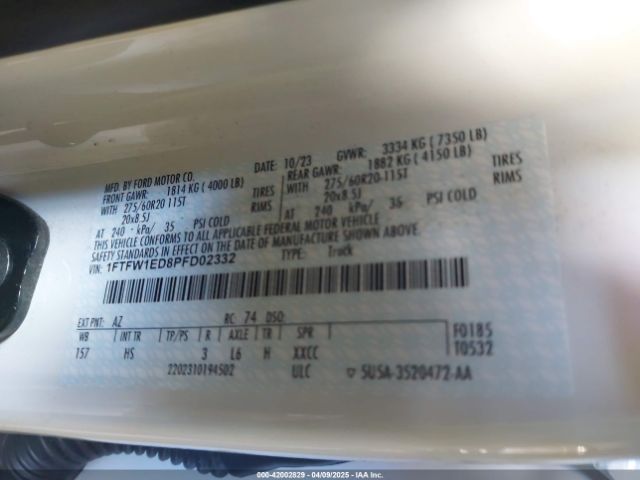 MFD. BY FORD MOTOR CO. DATE: 10/23 GVWR: 3334 KG ( 7350 LB)
FRONT GAWR: 1814 KG ( 4000 LB) REAR GAWR: 1882 KG ( 4150 LB)
WITH 275/60R20 115T TIRES WITH 275/60R20-115T TIRES
20x8.5J RIMS 20x8.5J RIMS
AT 240 kPa/ 35 PSI COLD AT 240 kPa/ 35 PSI COLD
THIS VEHICLE CONFORMS TO ALL APPLICABLE FEDERAL MOTOR VEHICLE
SAFETY STANDARDS IN EFFECT ON THE DATE OF MANUFACTURE SHOWN ABOVE.
VIN: 1FTFW1ED8PFD02332 TYPE: Truck
EXT PNT: AZ RC: 74 DSO:
WB INT TR TP/PS R AXLE TR SPR F0185
157 HS 3 L6 H XXCC T0532
2202310194502 ULC ▽ 5U5A-3520472-AA
000-42002829 - 04/09/2025 - IAA Inc.